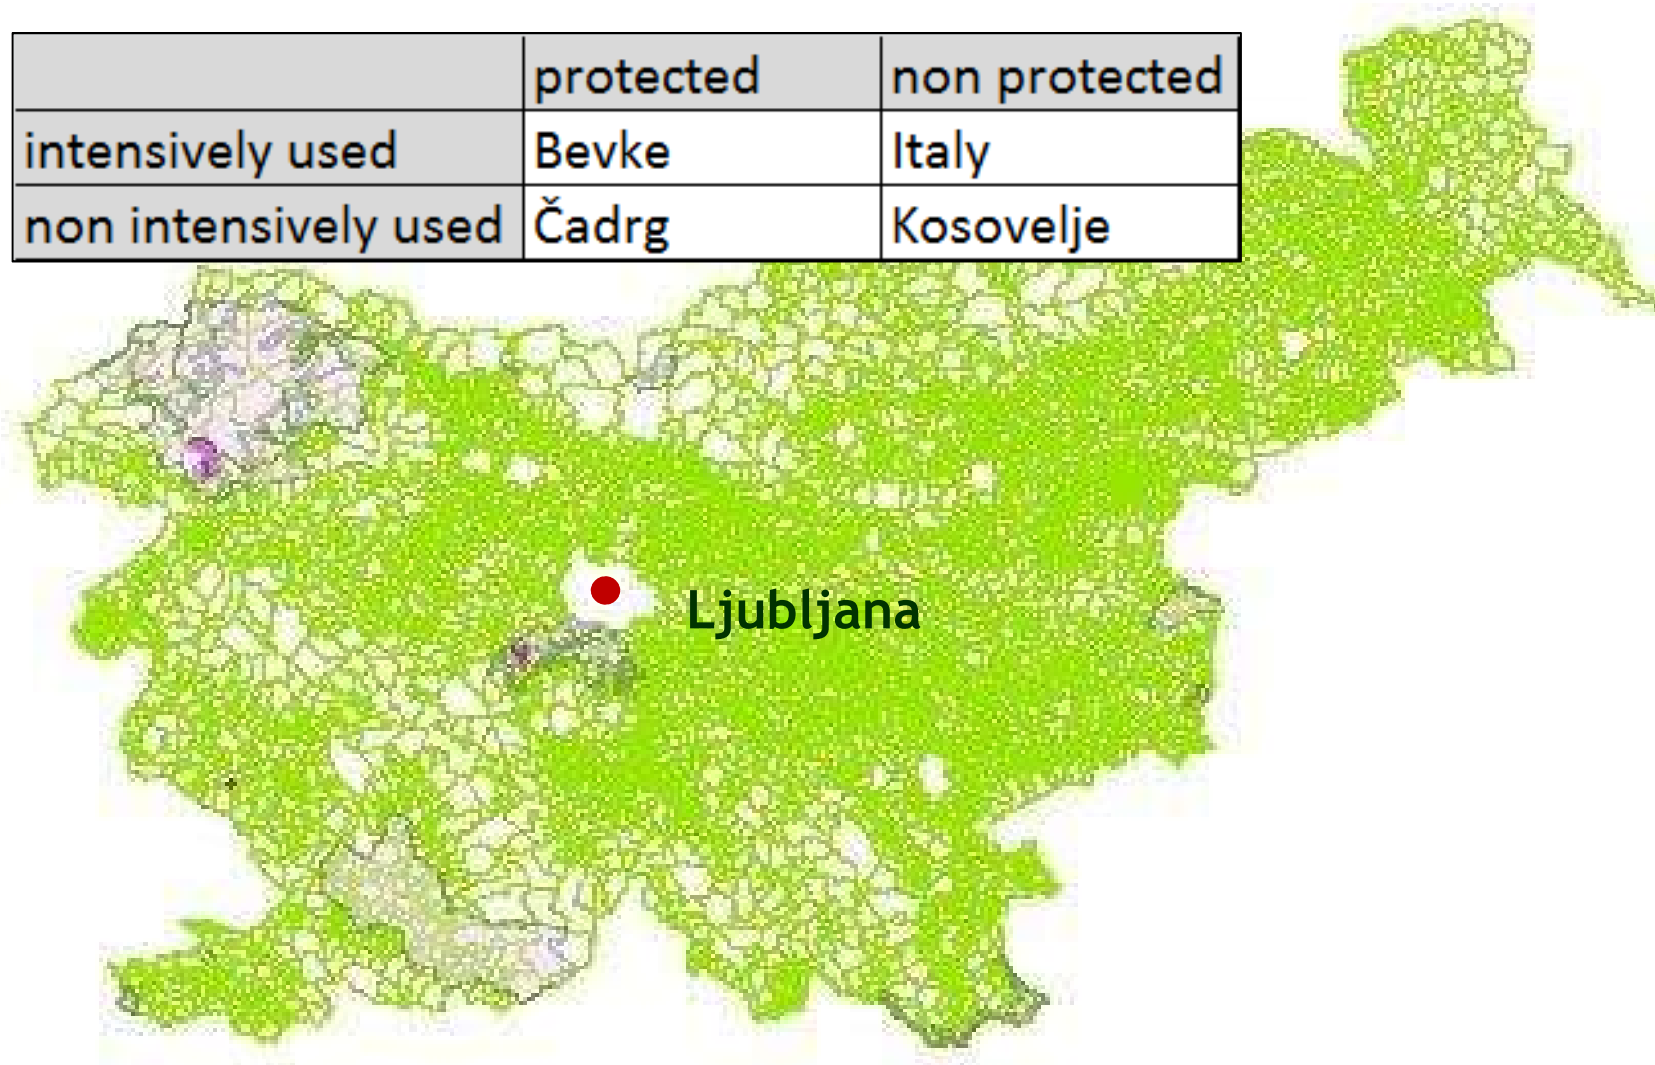 protected non protected
intensively used Bevke Italy
non intensively used Čadrg Kosovelje
Ljubljana